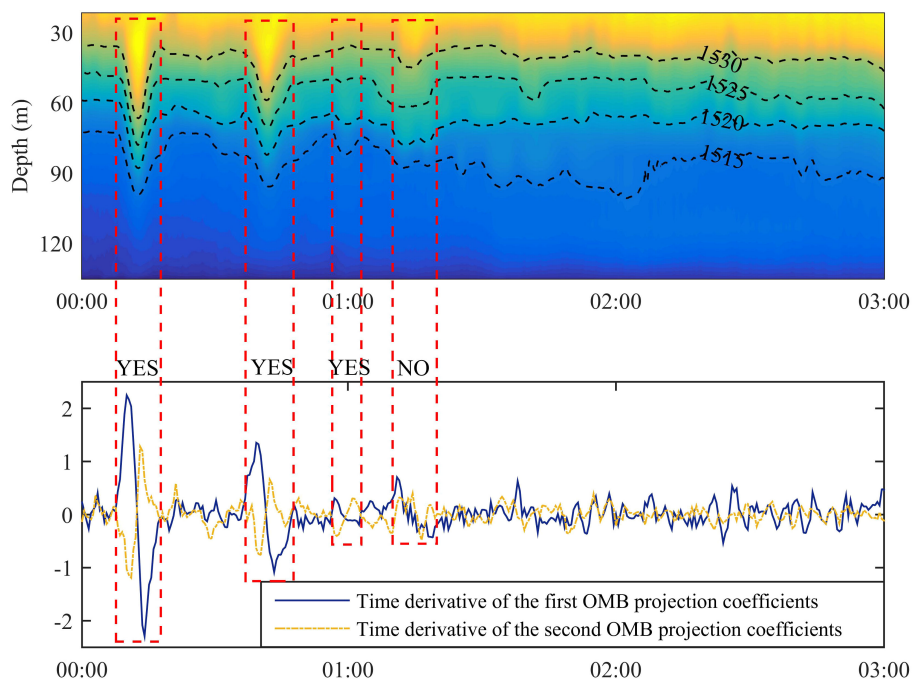 30
1530
1525
60
1520
Depth (m)
90
1515
120
00:00 01:00 02:00 03:00
YES YES YES NO
2
1
0
-1
-2
Time derivative of the first OMB projection coefficients
Time derivative of the second OMB projection coefficients
00:00 01:00 02:00 03:00